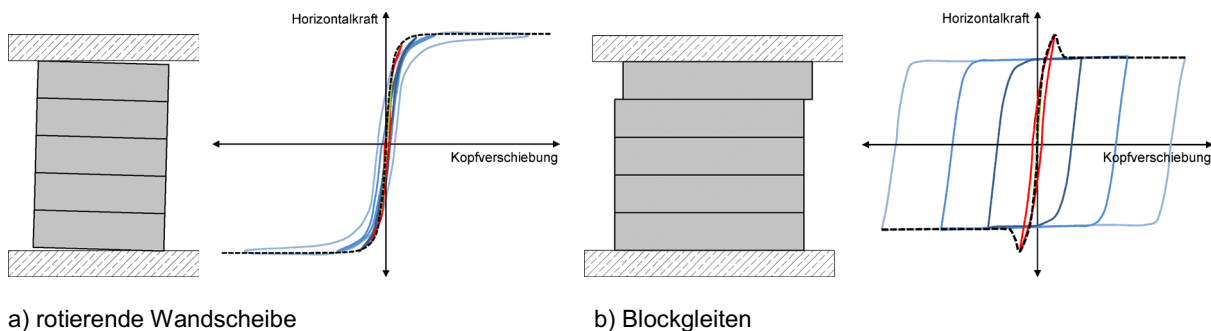 Horizontalkraft
Kopfverschiebung
Horizontalkraft
Kopfverschiebung
a) rotierende Wandscheibe
b) Blockgleiten